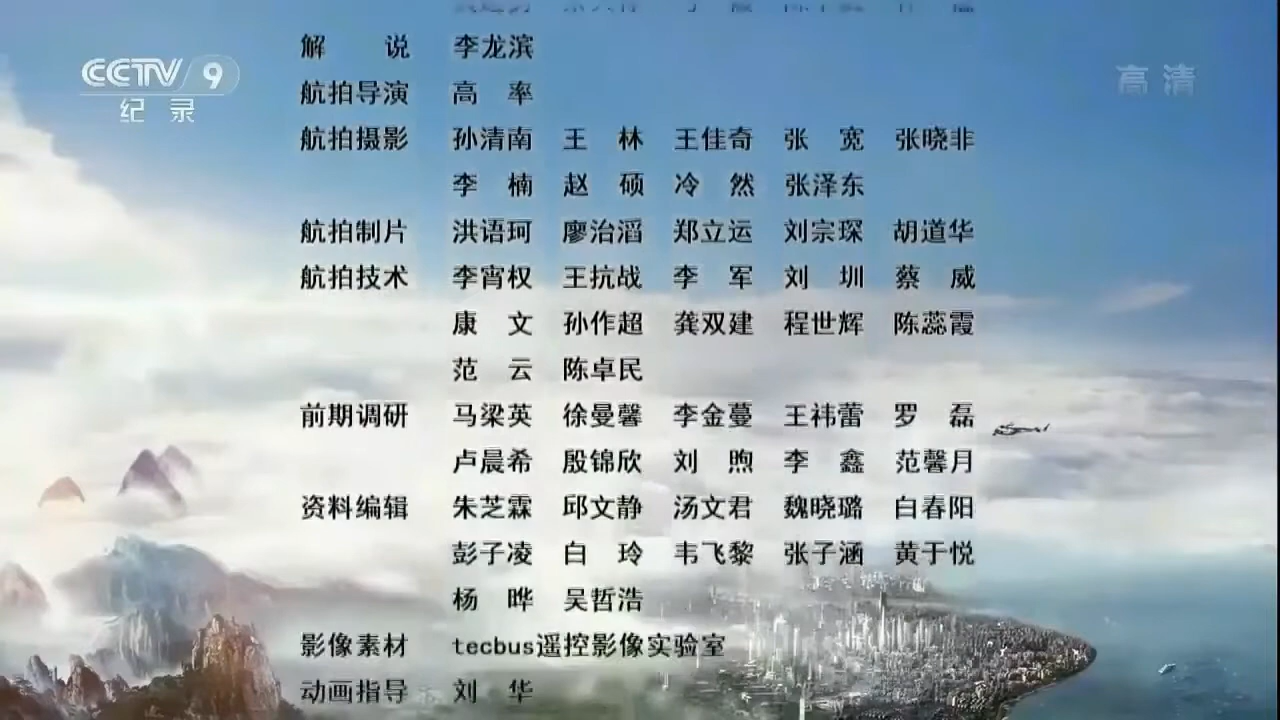 解 说 李龙滨
CCTV 9
纪录
高清
航拍导演 高 率
航拍摄影 孙清南 王 林 王佳奇 张 宽 张晓非
李 楠 赵 硕 冷 然 张泽东
航拍制片 洪语珂 廖治滔 郑立运 刘宗琛 胡道华
航拍技术 李宵权 王抗战 李 军 刘 圳 蔡 威
康 文 孙作超 龚双建 程世辉 陈蕊霞
范 云 陈卓民
前期调研 马梁英 徐曼馨 李金蔓 王祎蕾 罗 磊
卢晨希 殷锦欣 刘 煦 李 鑫 范馨月
资料编辑 朱芝霖 邱文静 汤文君 魏晓璐 白春阳
彭子凌 白 玲 韦飞黎 张子涵 黄于悦
杨 晔 吴哲浩
影像素材 tecbus遥控影像实验室
动画指导 刘 华